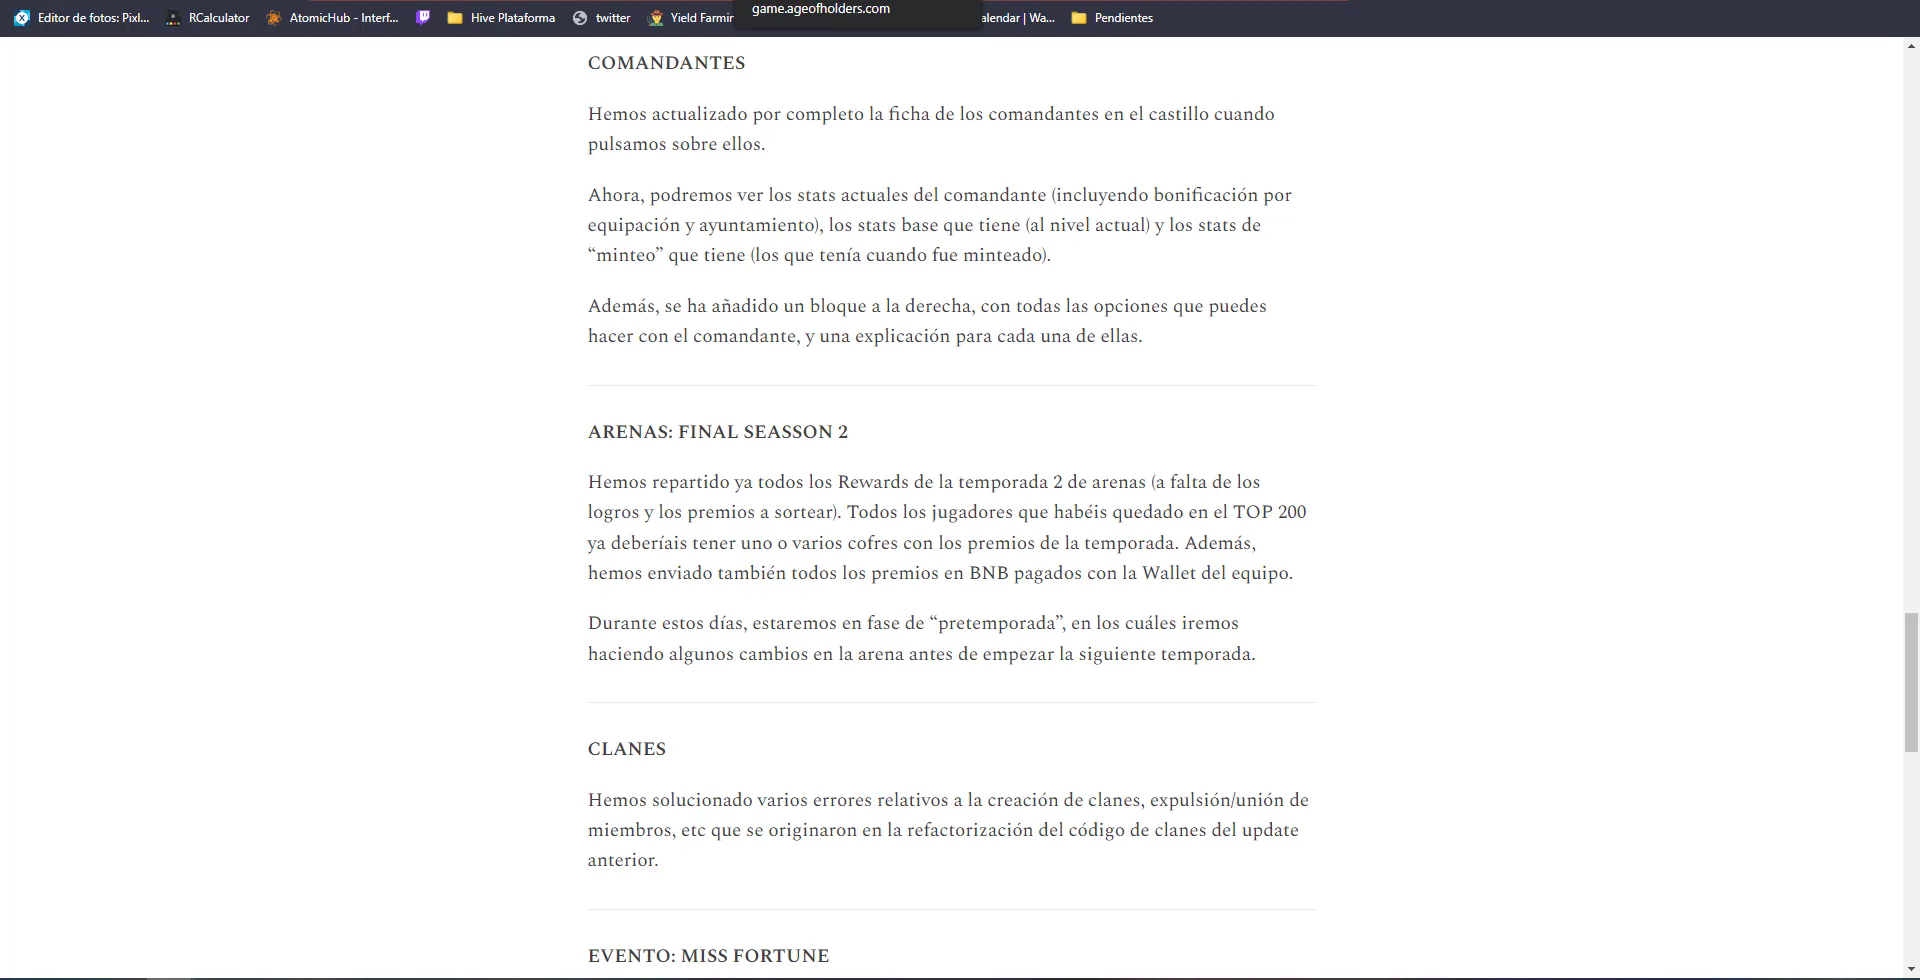 game.ageofholders.com
Editor de fotos: Pixl...
RCalculator
AtomicHub - Interf...
Hive Plataforma
twitter
Yield Farmin
alendar | Wa...
Pendientes
COMANDANTES
Hemos actualizado por completo la ficha de los comandantes en el castillo cuando
pulsamos sobre ellos.
Ahora, podremos ver los stats actuales del comandante (incluyendo bonificación por
equipación y ayuntamiento), los stats base que tiene (al nivel actual) y los stats de
“minteo” que tiene (los que tenía cuando fue minteado).
Además, se ha añadido un bloque a la derecha, con todas las opciones que puedes
hacer con el comandante, y una explicación para cada una de ellas.
ARENAS: FINAL SEASSON 2
Hemos repartido ya todos los Rewards de la temporada 2 de arenas (a falta de los
logros y los premios a sortear). Todos los jugadores que habéis quedado en el TOP 200
ya deberíais tener uno o varios cofres con los premios de la temporada. Además,
hemos enviado también todos los premios en BNB pagados con la Wallet del equipo.
Durante estos días, estaremos en fase de “pretemporada”, en los cuáles iremos
haciendo algunos cambios en la arena antes de empezar la siguiente temporada.
CLANES
Hemos solucionado varios errores relativos a la creación de clanes, expulsión/unión de
miembros, etc que se originaron en la refactorización del código de clanes del update
anterior.
EVENTO: MISS FORTUNE